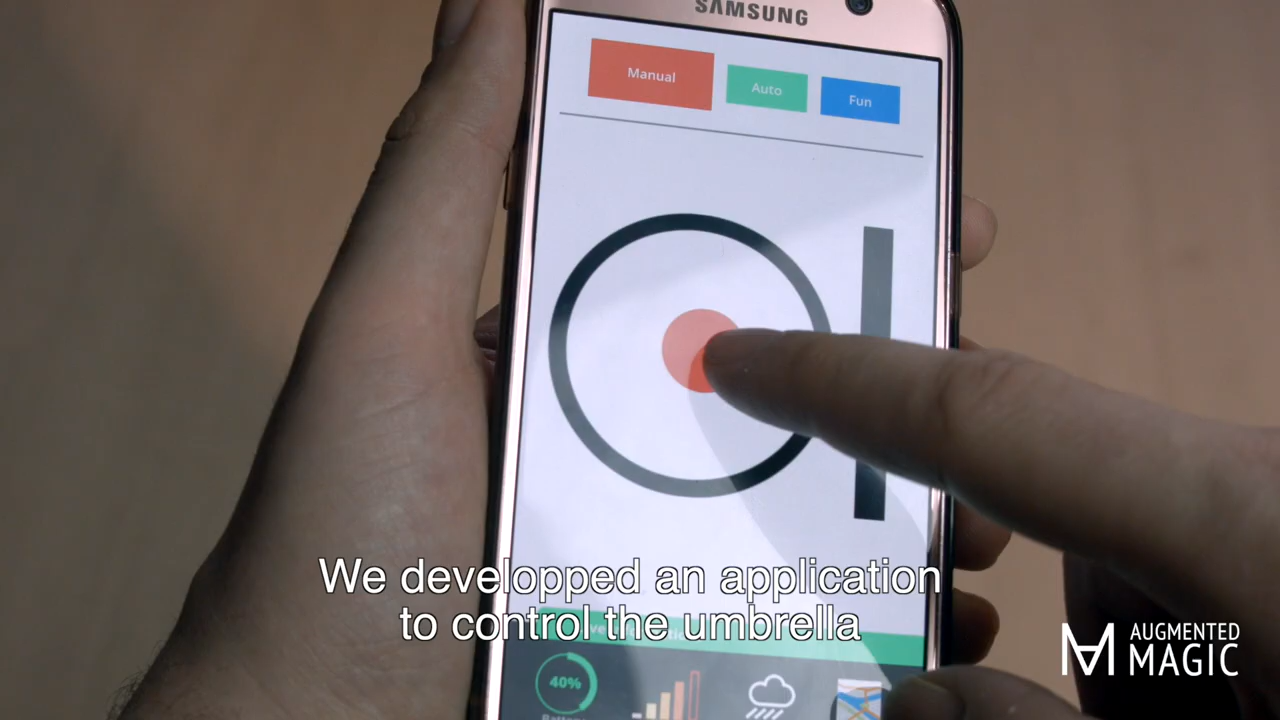 SAMSUNG
Manual
Auto
Fun
We developped an application
to control the umbrella
40%
AUGMENTED
MAGIC